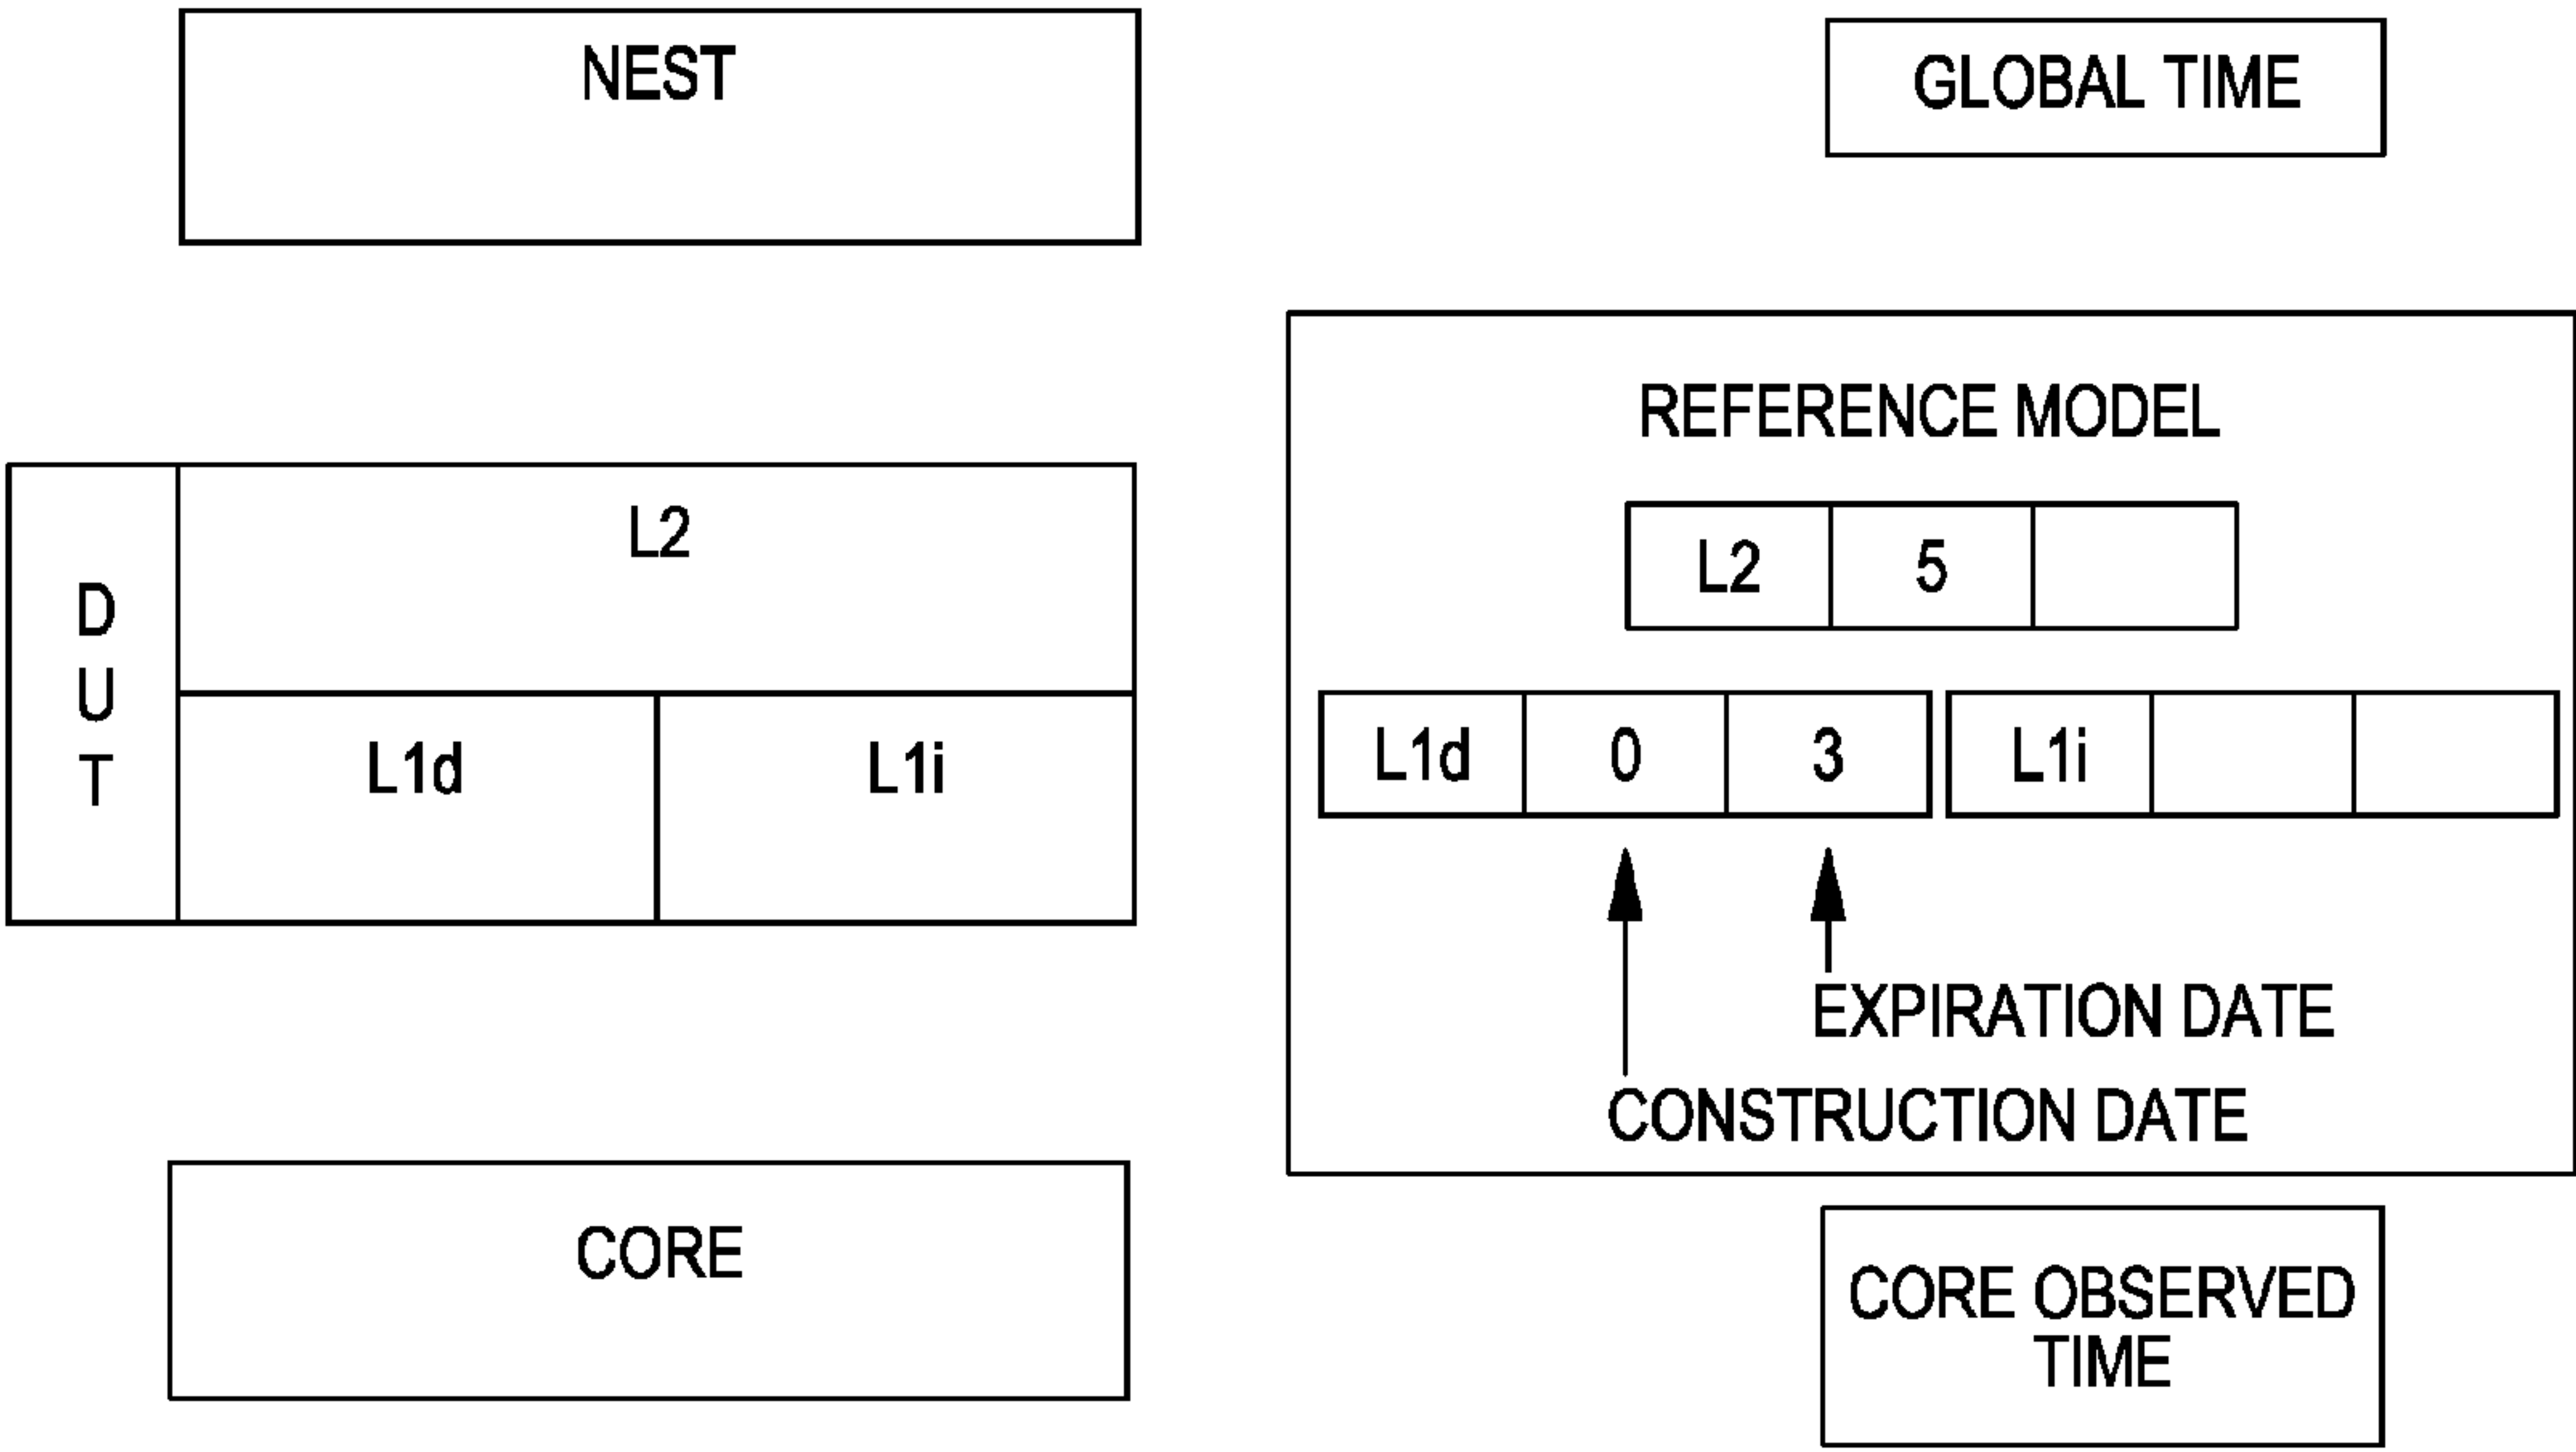 NEST
GLOBAL TIME
DUT
L2
L1d
L1i
REFERENCE MODEL
L2 5
L1d 0 3 L1i
EXPIRATION DATE
CONSTRUCTION DATE
CORE
CORE OBSERVED
TIME